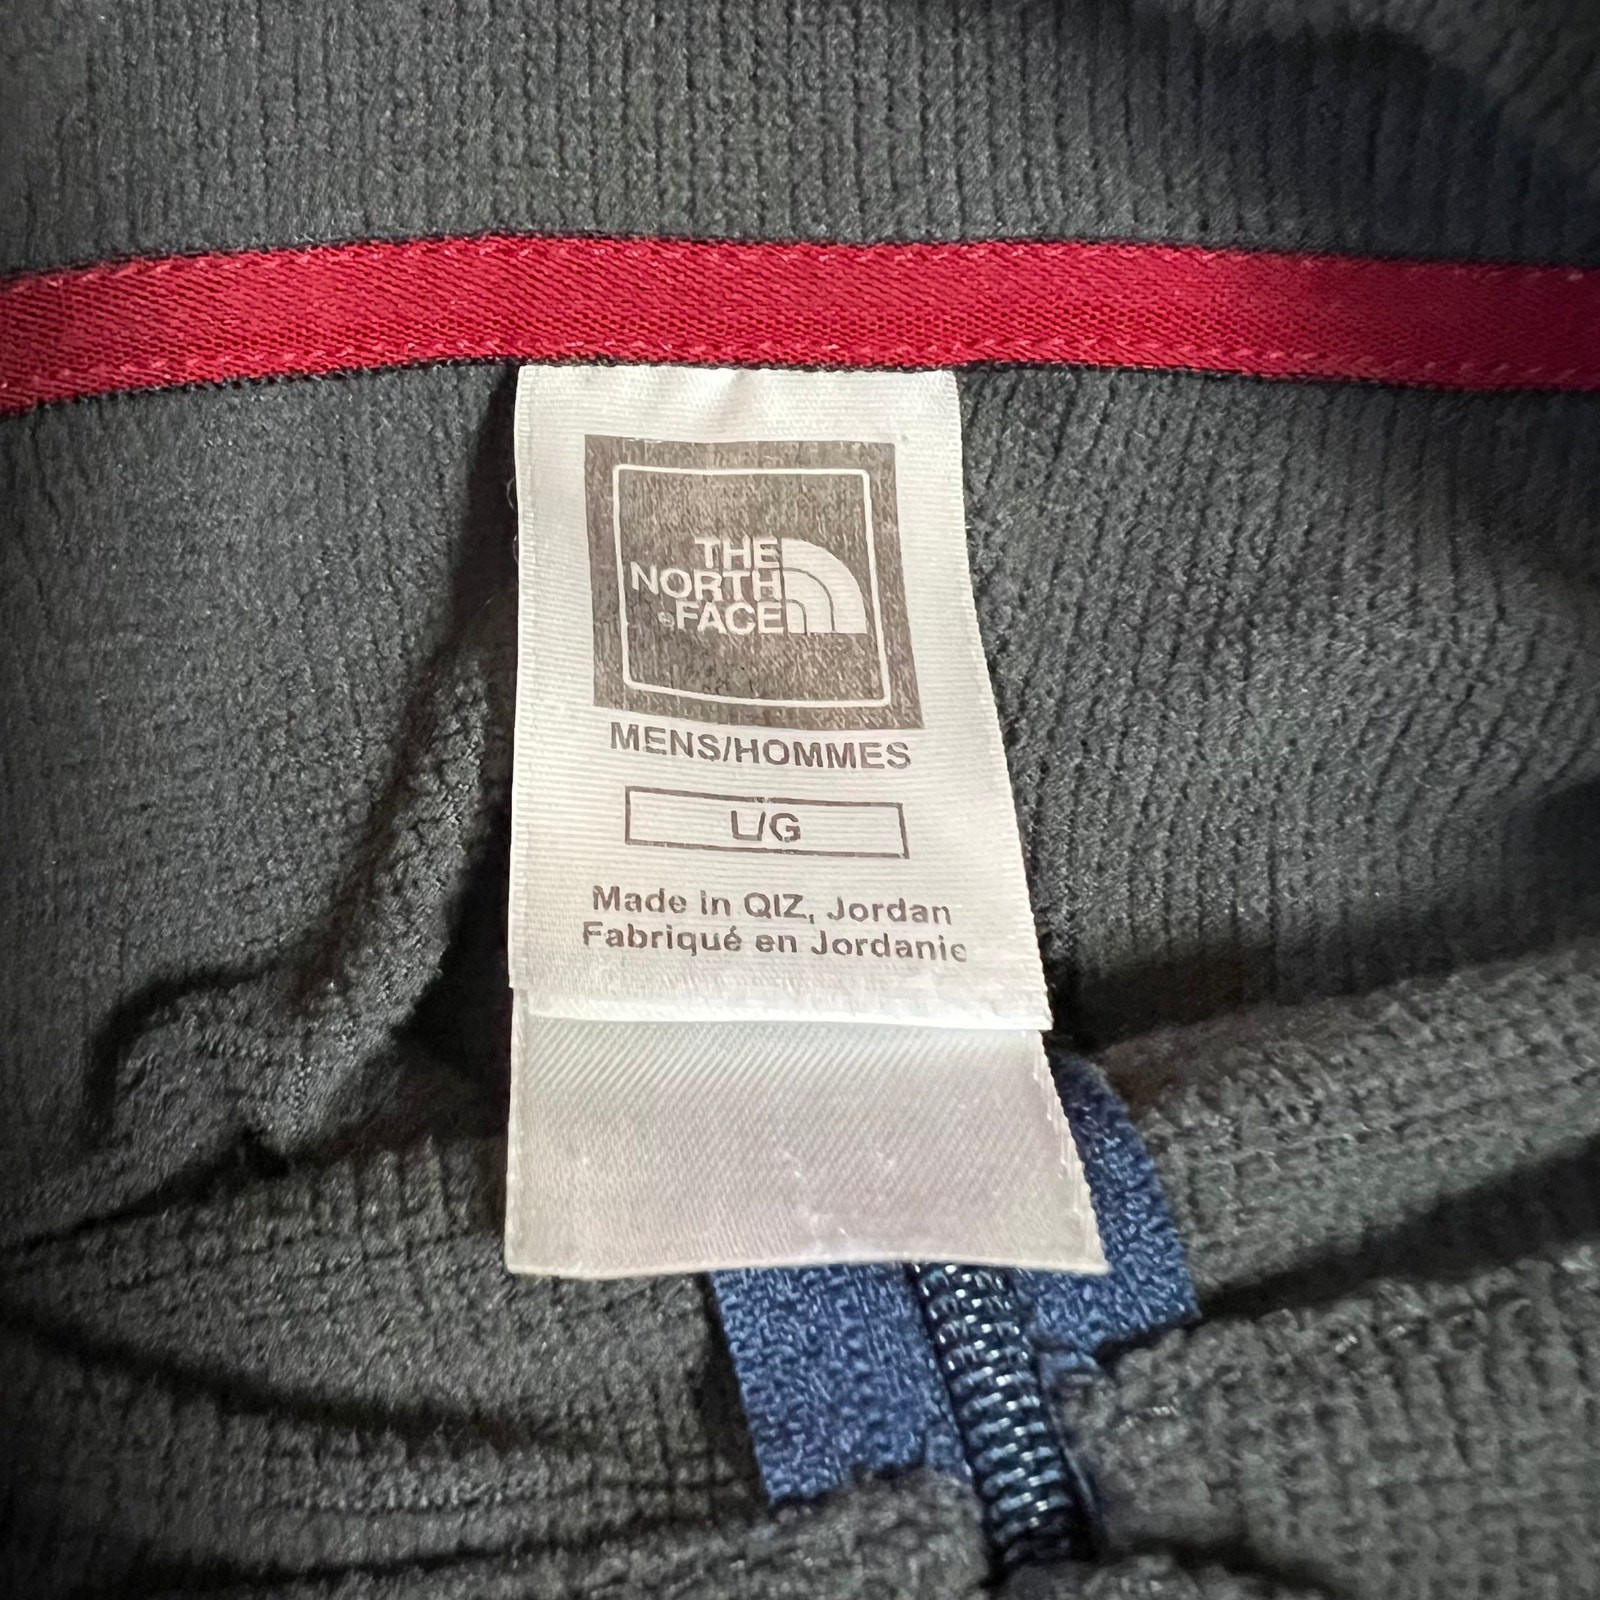 THE
NORTH
®FACE
MENS/HOMMES
L/G
Made in QIZ, Jordan
Fabriqué en Jordanie